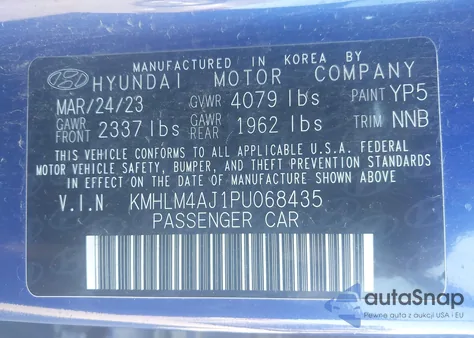 MANUFACTURED IN KOREA BY
HYUNDAI MOTOR COMPANY
MAR/24/23 GVWR 4079 lbs PAINT YP5
GAWR FRONT 2337 lbs GAWR REAR 1962 lbs TRIM NNB
THIS VEHICLE CONFORMS TO ALL APPLICABLE U.S.A. FEDERAL
MOTOR VEHICLE SAFETY, BUMPER, AND THEFT PREVENTION STANDARDS
IN EFFECT ON THE DATE OF MANUFACTURE SHOWN ABOVE
V.I.N KMHLM4AJ1PU068435
PASSENGER CAR
autoSnap
Auta prosto z aukcji USA i EU